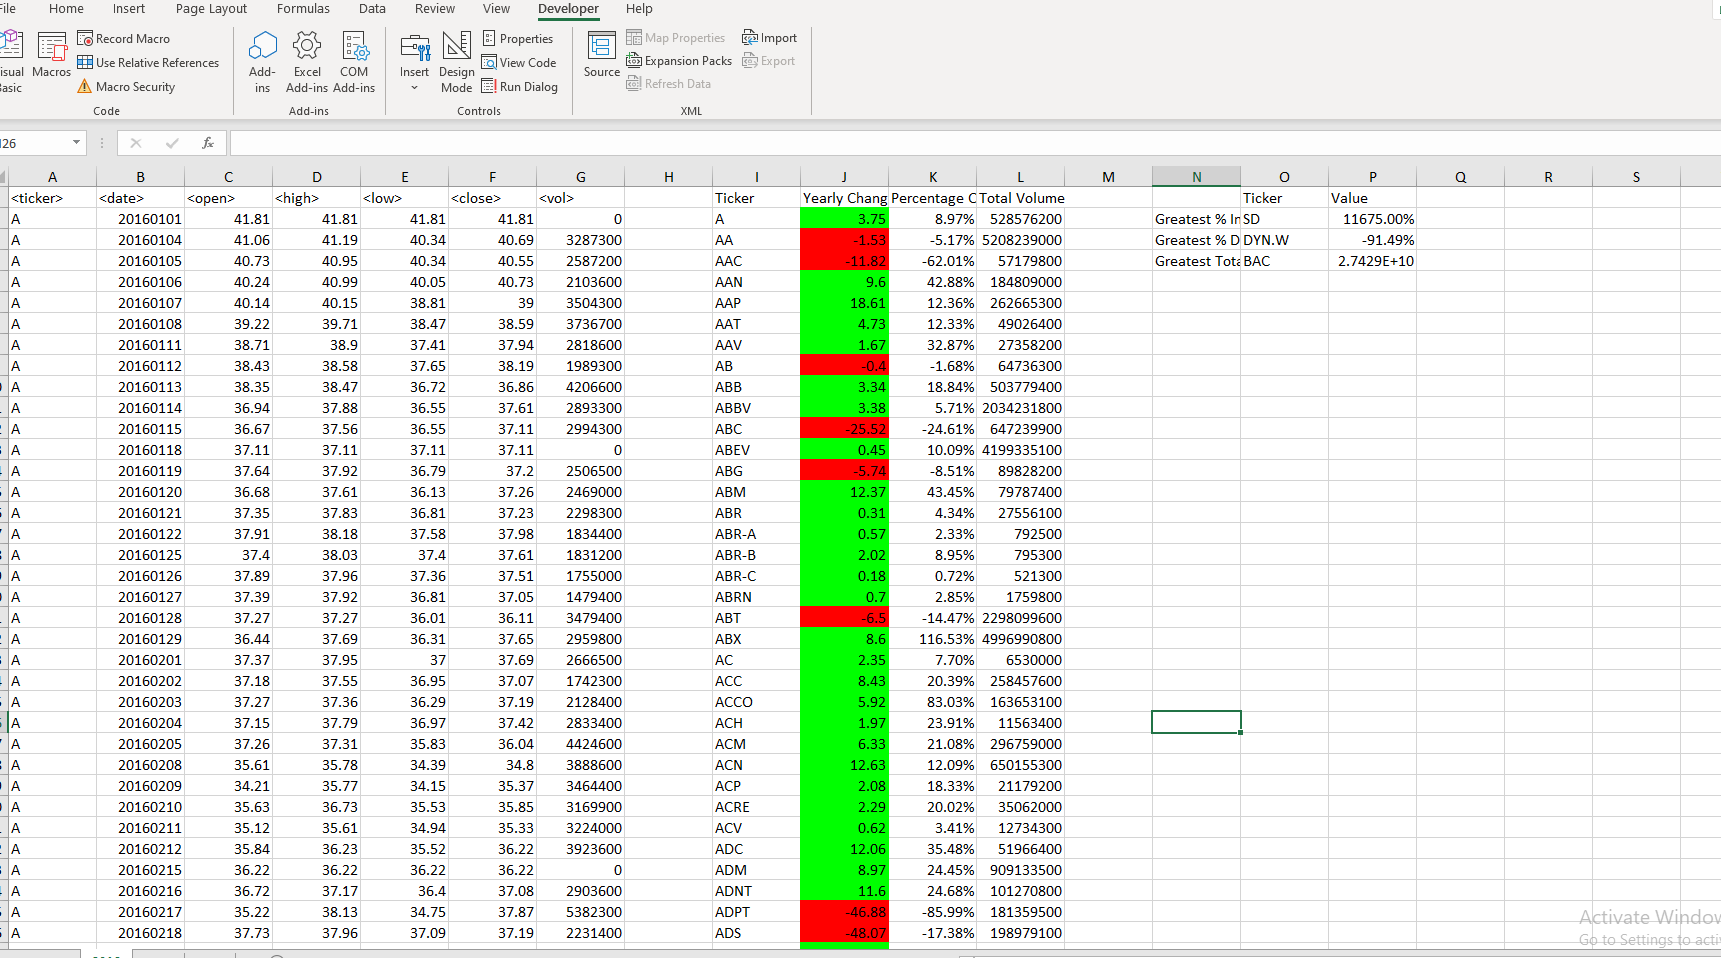 File Home Insert Page Layout Formulas Data Review View Developer Help
Record Macro Properties Map Properties Import
Use Relative References View Code Expansion Packs Export
Macro Security Run Dialog Refresh Data
Macros Add-ins Excel Add-ins COM Add-ins Insert Design Mode Source
Code Add-ins Controls XML
fx
A B C D E F G H I J K L M N O P Q R S
<ticker> <date> <open> <high> <low> <close> <vol> Ticker Yearly Chang Percentage C Total Volume Ticker Value
A 20160101 41.81 41.81 41.81 41.81 0 A 3.75 8.97% 528576200 Greatest % In SD 11675.00%
A 20160104 41.06 41.19 40.34 40.69 3287300 AA -1.53 -5.17% 5208239000 Greatest % D DYN.W -91.49%
A 20160105 40.73 40.95 40.34 40.55 2587200 AAC -11.82 -62.01% 57179800 Greatest Tota BAC 2.7429E+10
A 20160106 40.24 40.99 40.05 40.73 2103600 AAN 9.6 42.88% 184809000
A 20160107 40.14 40.15 38.81 39 3504300 AAP 18.61 12.36% 262665300
A 20160108 39.22 39.71 38.47 38.59 3736700 AAT 4.73 12.33% 49026400
A 20160111 38.71 38.9 37.41 37.94 2818600 AAV 1.67 32.87% 27358200
A 20160112 38.43 38.58 37.65 38.19 1989300 AB -0.4 -1.68% 64736300
A 20160113 38.35 38.47 36.72 36.86 4206600 ABB 3.34 18.84% 503779400
A 20160114 36.94 37.88 36.55 37.61 2893300 ABBV 3.38 5.71% 2034231800
A 20160115 36.67 37.56 36.55 37.11 2994300 ABC -25.52 -24.61% 647239900
A 20160118 37.11 37.11 37.11 37.11 0 ABEV 0.45 10.09% 4199335100
A 20160119 37.64 37.92 36.79 37.2 2506500 ABG -5.74 -8.51% 89828200
A 20160120 36.68 37.61 36.13 37.26 2469000 ABM 12.37 43.45% 79787400
A 20160121 37.35 37.83 36.81 37.23 2298300 ABR 0.31 4.34% 27556100
A 20160122 37.91 38.18 37.58 37.98 1834400 ABR-A 0.57 2.33% 792500
A 20160125 37.4 38.03 37.4 37.61 1831200 ABR-B 2.02 8.95% 795300
A 20160126 37.89 37.96 37.36 37.51 1755000 ABR-C 0.18 0.72% 521300
A 20160127 37.39 37.92 36.81 37.05 1479400 ABRN 0.7 2.85% 1759800
A 20160128 37.27 37.27 36.01 36.11 3479400 ABT -6.5 -14.47% 2298099600
A 20160129 36.44 37.69 36.31 37.65 2959800 ABX 8.6 116.53% 4996990800
A 20160201 37.37 37.95 37 37.69 2666500 AC 2.35 7.70% 6530000
A 20160202 37.18 37.55 36.95 37.07 1742300 ACC 8.43 20.39% 258457600
A 20160203 37.27 37.36 36.29 37.19 2128400 ACCO 5.92 83.03% 163653100
A 20160204 37.15 37.79 36.97 37.42 2833400 ACH 1.97 23.91% 11563400
A 20160205 37.26 37.31 35.83 36.04 4424600 ACM 6.33 21.08% 296759000
A 20160208 35.61 35.78 34.39 34.8 3888600 ACN 12.63 12.09% 650155300
A 20160209 34.21 35.77 34.15 35.37 3464400 ACP 2.08 18.33% 21179200
A 20160210 35.63 36.73 35.53 35.85 3169900 ACRE 2.29 20.02% 35062000
A 20160211 35.12 35.61 34.94 35.33 3224000 ACV 0.62 3.41% 12734300
A 20160212 35.84 36.23 35.52 36.22 3923600 ADC 12.06 35.48% 51966400
A 20160215 36.22 36.22 36.22 36.22 0 ADM 8.97 24.45% 909133500
A 20160216 36.72 37.17 36.4 37.08 2903600 ADNT 11.6 24.68% 101270800
A 20160217 35.22 38.13 34.75 37.87 5382300 ADPT -46.88 -85.99% 181359500
A 20160218 37.73 37.96 37.09 37.19 2231400 ADS -48.07 -17.38% 198979100
Activate Window
Go to Settings to acti